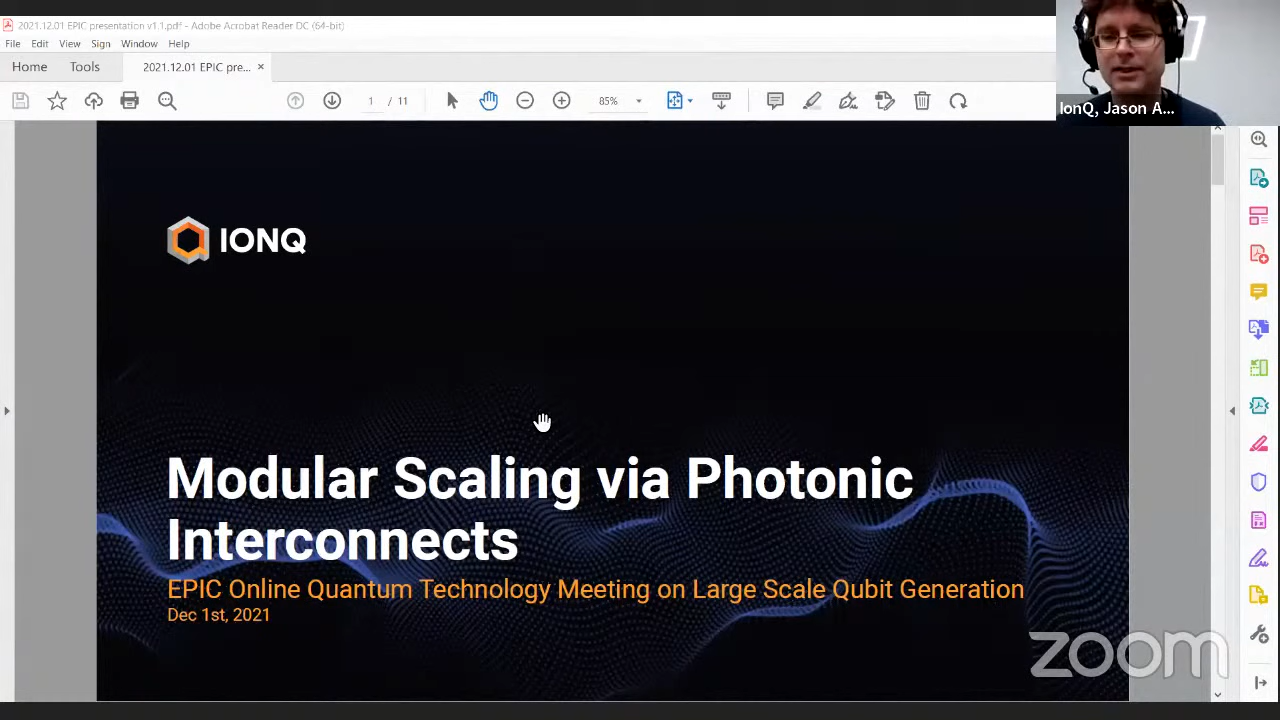 2021.12.01 EPIC presentation v1.1.pdf - Adobe Acrobat Reader DC (64-bit)
File Edit View Sign Window Help
Home Tools 2021.12.01 EPIC pre... ×
1 / 11 85%
IonQ, Jason A...
IONQ
Modular Scaling via Photonic
Interconnects
EPIC Online Quantum Technology Meeting on Large Scale Qubit Generation
Dec 1st, 2021
zoom